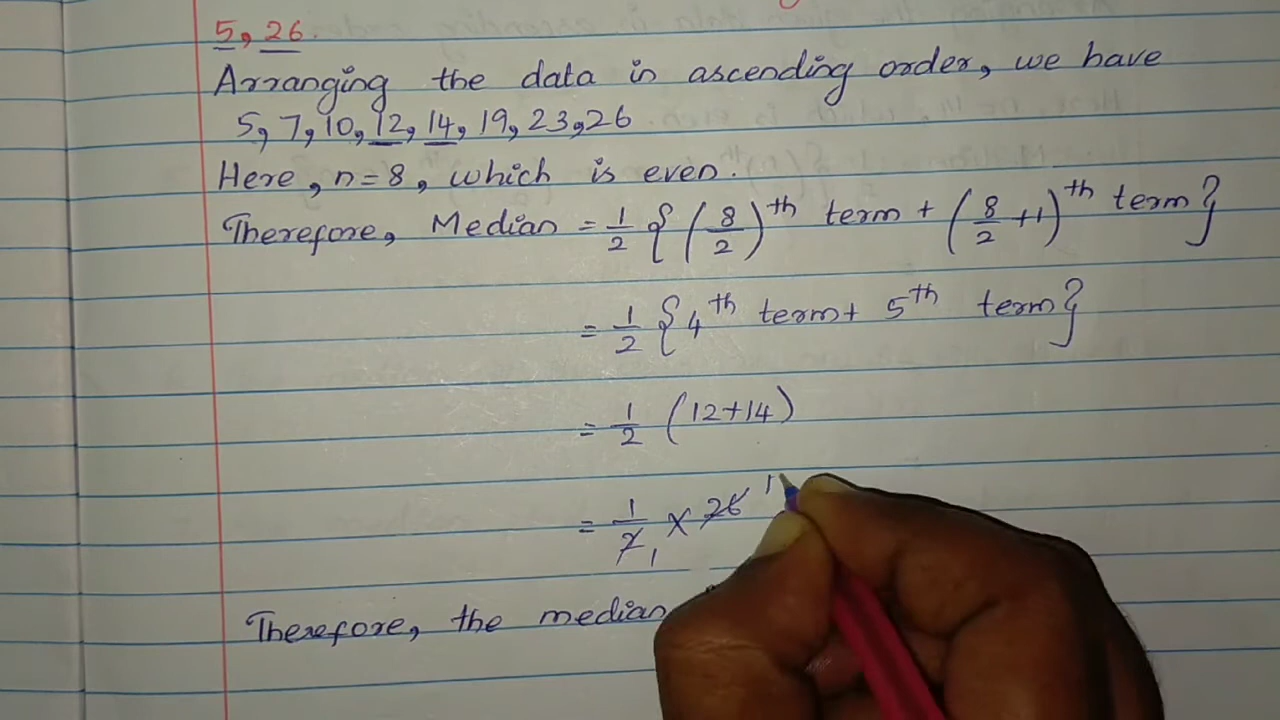 5, 26.
Arranging the data in ascending order, we have
5, 7, 10, 12, 14, 19, 23, 26
Here, n = 8, which is even.
Therefore, Median = 1/2 { (8/2)th term + (8/2 + 1)th term }
= 1/2 { 4th term + 5th term }
= 1/2 (12+14)
= 1/2 1 × 26 1
Therefore, the median